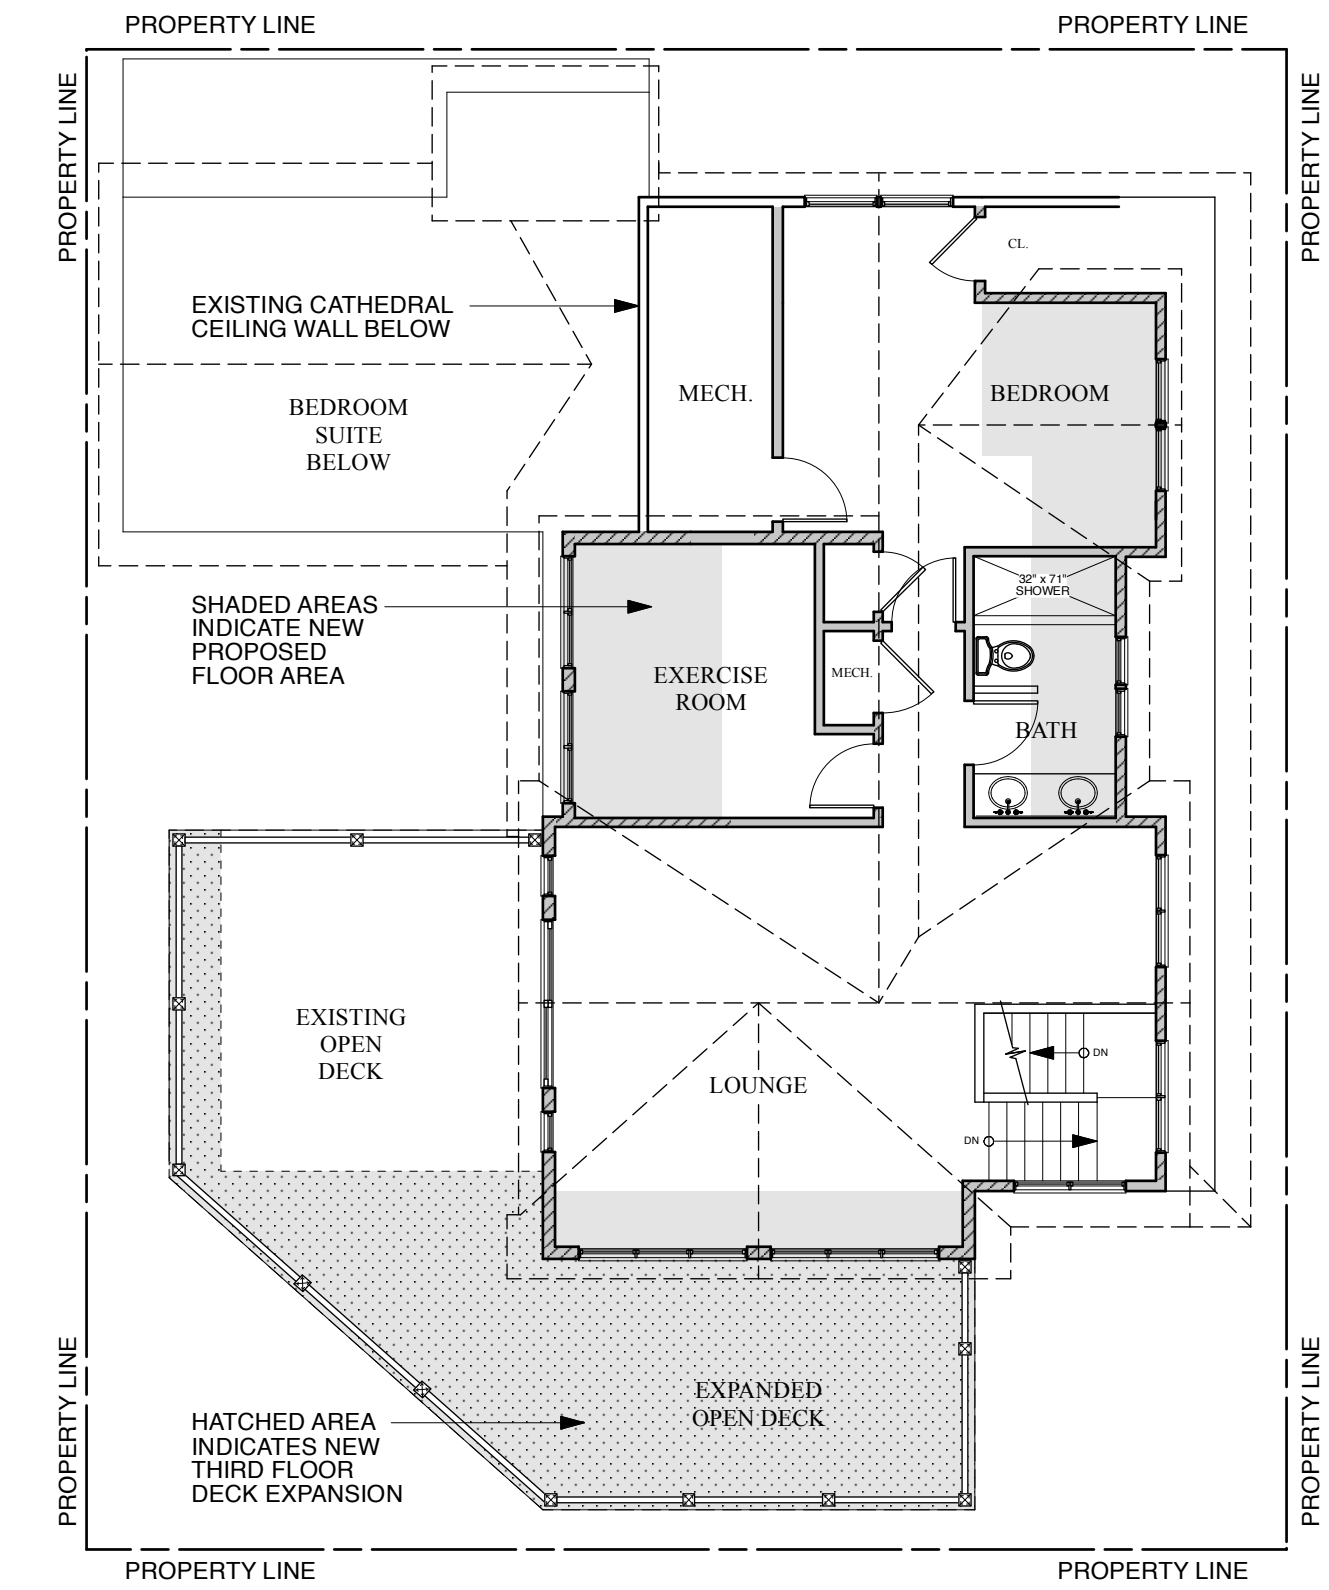 PROPERTY LINE
PROPERTY LINE
PROPERTY LINE
PROPERTY LINE
CL.
EXISTING CATHEDRAL
CEILING WALL BELOW
MECH.
BEDROOM
BEDROOM
SUITE
BELOW
32" x 71"
SHOWER
SHADED AREAS
INDICATE NEW
PROPOSED
FLOOR AREA
EXERCISE
ROOM
MECH.
BATH
EXISTING
OPEN
DECK
LOUNGE
DN
DN
EXPANDED
OPEN DECK
HATCHED AREA
INDICATES NEW
THIRD FLOOR
DECK EXPANSION
PROPERTY LINE
PROPERTY LINE
PROPERTY LINE
PROPERTY LINE